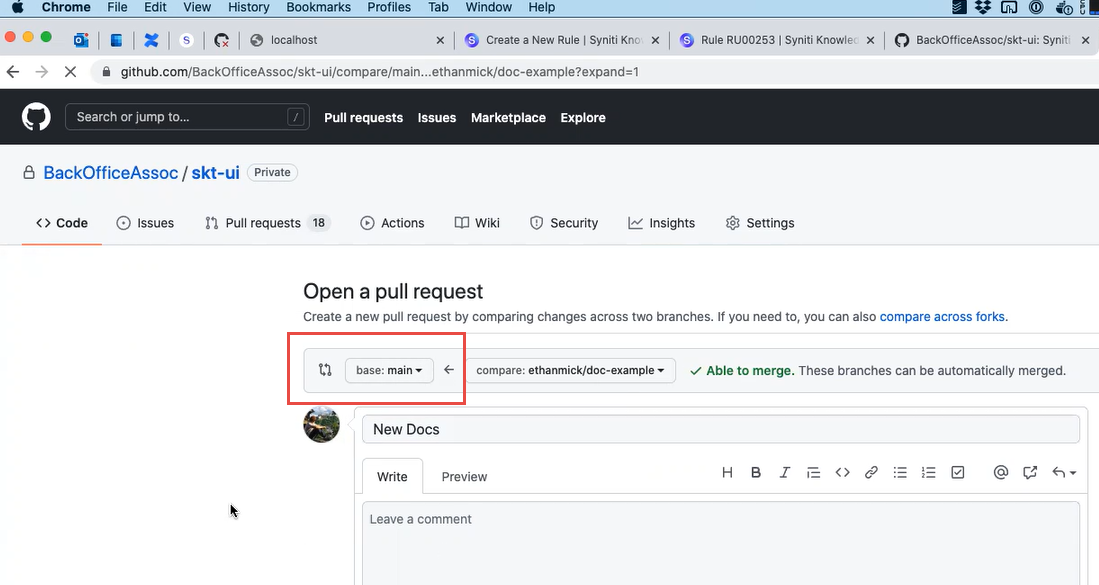 Chrome File Edit View History Bookmarks Profiles Tab Window Help
localhost Create a New Rule | Syniti Kno Rule RU00253 | Syniti Knowle BackOfficeAssoc/skt-ui: Syniti
github.com/BackOfficeAssoc/skt-ui/compare/main...ethanmick/doc-example?expand=1
Search or jump to... / Pull requests Issues Marketplace Explore
BackOfficeAssoc / skt-ui Private
Code Issues Pull requests 18 Actions Wiki Security Insights Settings
Open a pull request
Create a new pull request by comparing changes across two branches. If you need to, you can also compare across forks.
base: main compare: ethanmick/doc-example Able to merge. These branches can be automatically merged.
New Docs
Write Preview H B I
Leave a comment